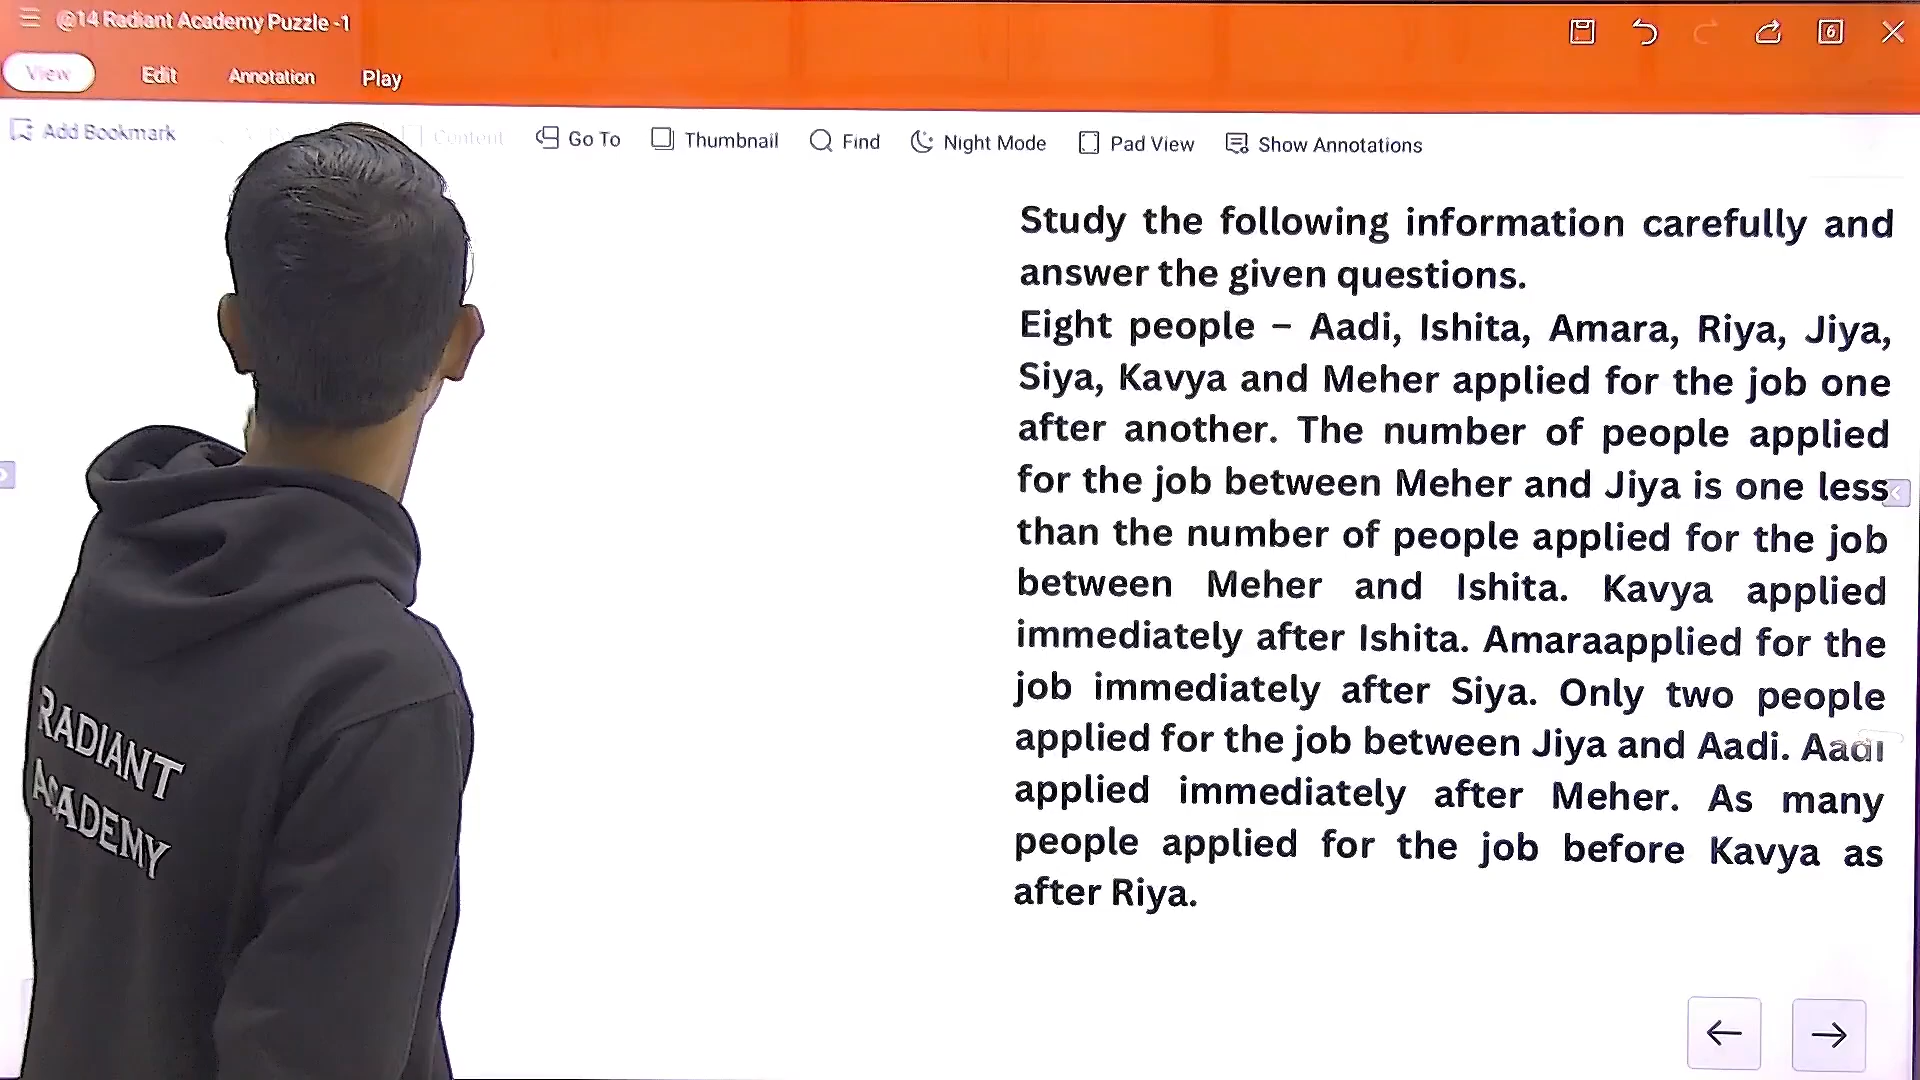 @14 Radiant Academy Puzzle -1
6
View Edit Annotation Play
Add Bookmark Content Go To Thumbnail Find Night Mode Pad View Show Annotations
Study the following information carefully and
answer the given questions.
Eight people – Aadi, Ishita, Amara, Riya, Jiya,
Siya, Kavya and Meher applied for the job one
after another. The number of people applied
for the job between Meher and Jiya is one less
than the number of people applied for the job
between Meher and Ishita. Kavya applied
immediately after Ishita. Amaraapplied for the
job immediately after Siya. Only two people
applied for the job between Jiya and Aadi. Aadi
applied immediately after Meher. As many
people applied for the job before Kavya as
after Riya.
RADIANT
ACADEMY